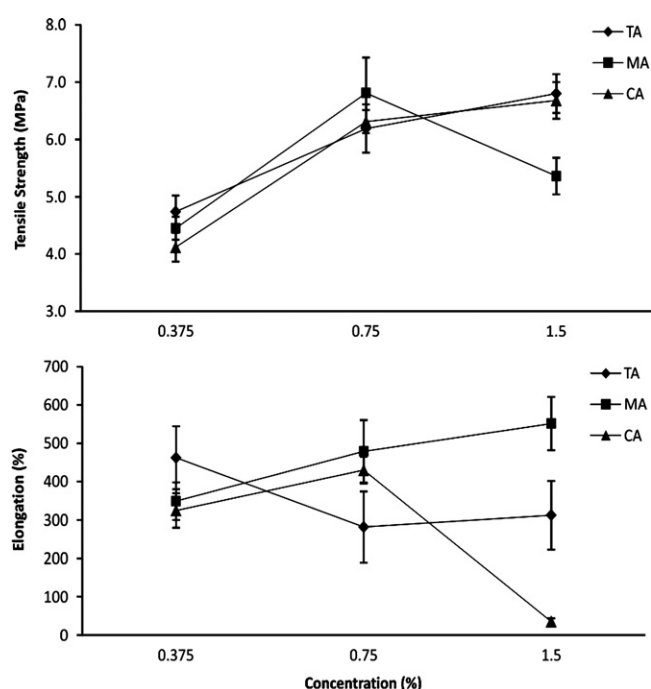 8.0
7.0
6.0
5.0
4.0
3.0
Tensile Strength (MPa)
TA
MA
CA
0.375 0.75 1.5
700
600
500
400
300
200
100
0
Elongation (%)
TA
MA
CA
0.375 0.75 1.5
Concentration (%)